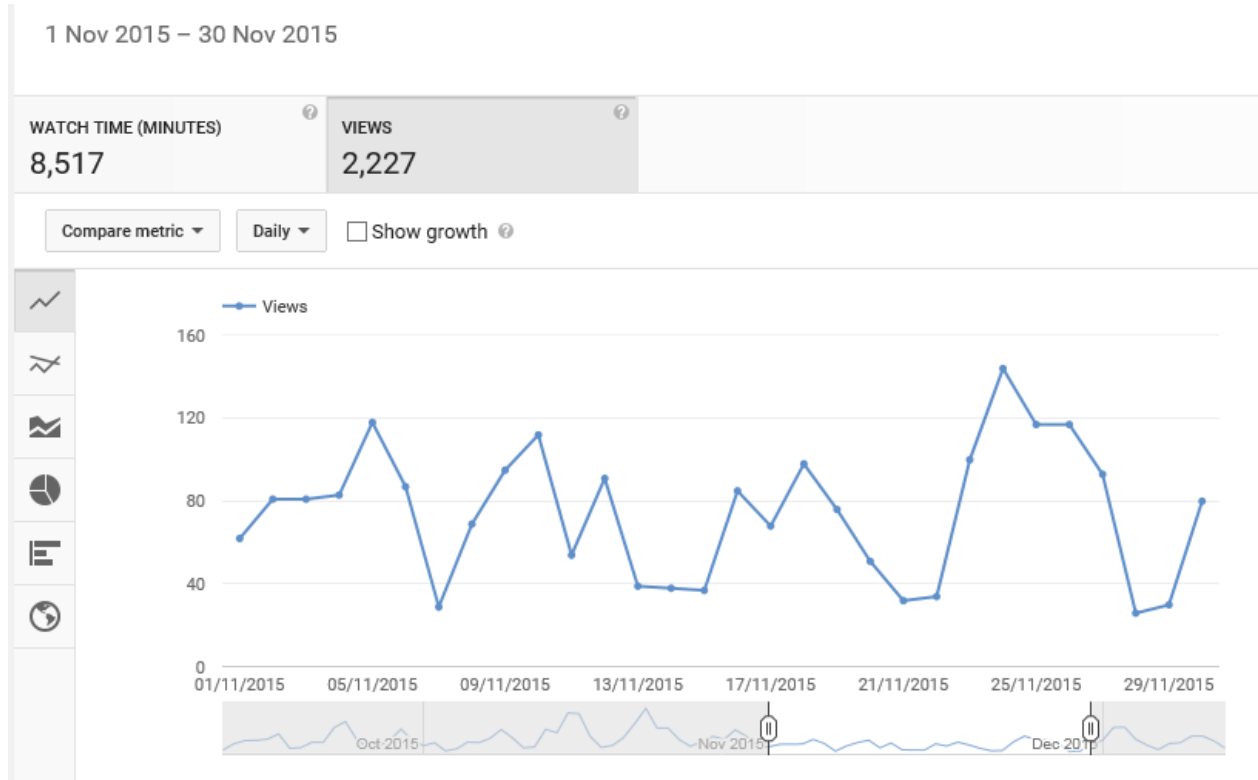 1 Nov 2015 – 30 Nov 2015
WATCH TIME (MINUTES) ?
8,517
VIEWS ?
2,227
Compare metric Daily Show growth ?
Views
160
120
80
40
0
01/11/2015 05/11/2015 09/11/2015 13/11/2015 17/11/2015 21/11/2015 25/11/2015 29/11/2015
Oct 2015 Nov 2015 Dec 2015